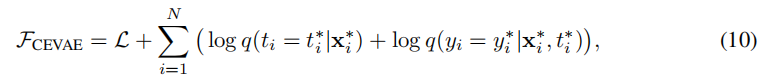 F_CEVAE = L + ∑_{i=1}^{N} ( log q(t_i = t_i^*|x_i^*) + log q(y_i = y_i^*|x_i^*, t_i^*)), (10)